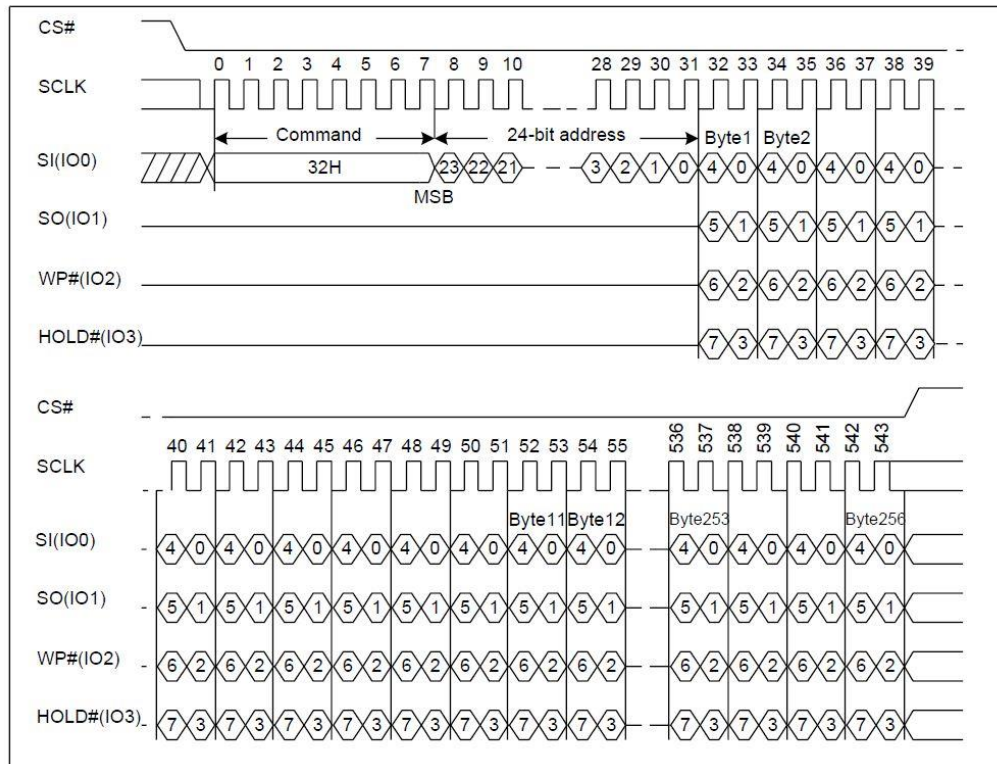 CS#
0 1 2 3 4 5 6 7 8 9 10 28 29 30 31 32 33 34 35 36 37 38 39
SCLK
Command 24-bit address Byte1 Byte2
SI(IO0) 32H 23 22 21 3 2 1 0 4 0 4 0 4 0 4 0
MSB
SO(IO1) 5 1 5 1 5 1 5 1
WP#(IO2) 6 2 6 2 6 2 6 2
HOLD#(IO3) 7 3 7 3 7 3 7 3
CS#
40 41 42 43 44 45 46 47 48 49 50 51 52 53 54 55 536 537 538 539 540 541 542 543
SCLK
Byte11 Byte12 Byte253 Byte256
SI(IO0) 4 0 4 0 4 0 4 0 4 0 4 0 4 0 4 0 4 0 4 0 4 0 4 0
SO(IO1) 5 1 5 1 5 1 5 1 5 1 5 1 5 1 5 1 5 1 5 1 5 1 5 1
WP#(IO2) 6 2 6 2 6 2 6 2 6 2 6 2 6 2 6 2 6 2 6 2 6 2 6 2
HOLD#(IO3) 7 3 7 3 7 3 7 3 7 3 7 3 7 3 7 3 7 3 7 3 7 3 7 3